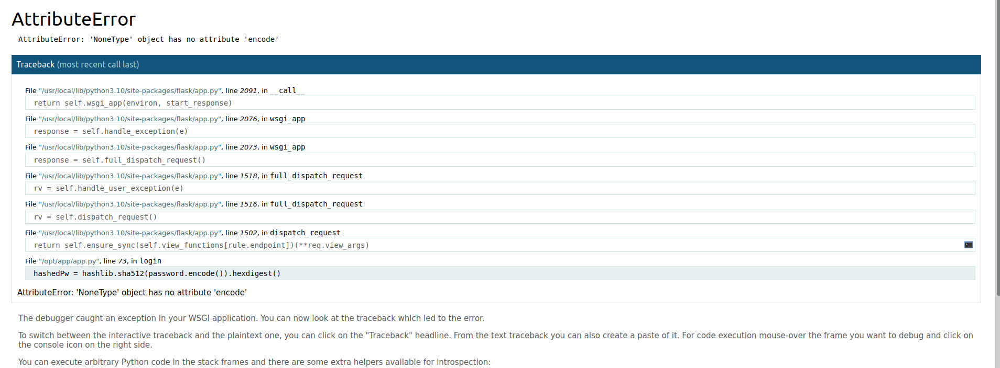 AttributeError
AttributeError: 'NoneType' object has no attribute 'encode'
Traceback (most recent call last)
File "/usr/local/lib/python3.10/site-packages/flask/app.py", line 2091, in __call__
return self.wsgi_app(environ, start_response)
File "/usr/local/lib/python3.10/site-packages/flask/app.py", line 2076, in wsgi_app
response = self.handle_exception(e)
File "/usr/local/lib/python3.10/site-packages/flask/app.py", line 2073, in wsgi_app
response = self.full_dispatch_request()
File "/usr/local/lib/python3.10/site-packages/flask/app.py", line 1518, in full_dispatch_request
rv = self.handle_user_exception(e)
File "/usr/local/lib/python3.10/site-packages/flask/app.py", line 1516, in full_dispatch_request
rv = self.dispatch_request()
File "/usr/local/lib/python3.10/site-packages/flask/app.py", line 1502, in dispatch_request
return self.ensure_sync(self.view_functions[rule.endpoint])(**req.view_args)
File "/opt/app/app.py", line 73, in login
hashedPw = hashlib.sha512(password.encode()).hexdigest()
AttributeError: 'NoneType' object has no attribute 'encode'
The debugger caught an exception in your WSGI application. You can now look at the traceback which led to the error.
To switch between the interactive traceback and the plaintext one, you can click on the "Traceback" headline. From the text traceback you can also create a paste of it. For code execution mouse-over the frame you want to debug and click on
the console icon on the right side.
You can execute arbitrary Python code in the stack frames and there are some extra helpers available for introspection: